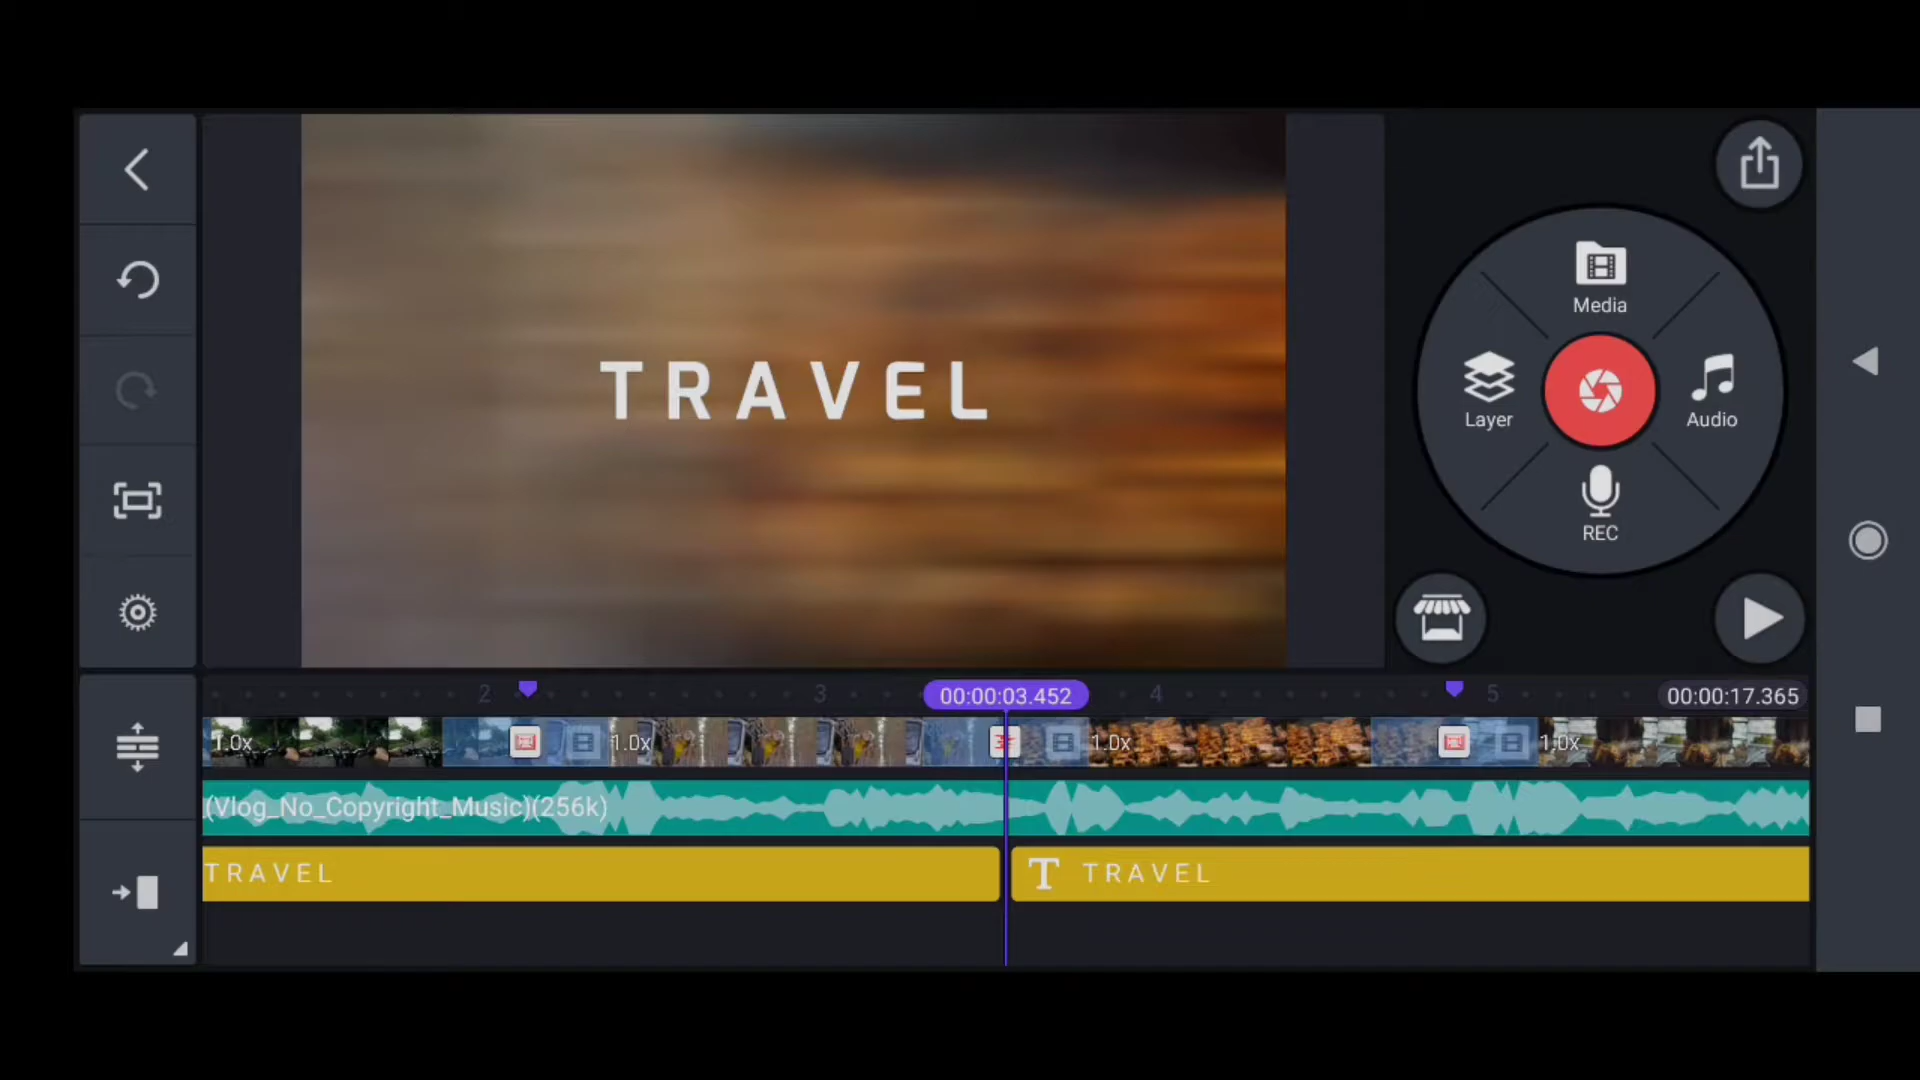 Media
TRAVEL
Layer
Audio
REC
2
3
00:00:03.452
4
5
00:00:17.365
1.0x
1.0x
1.0x
1.0x
(Vlog_No_Copyright_Music)(256k)
TRAVEL
T TRAVEL